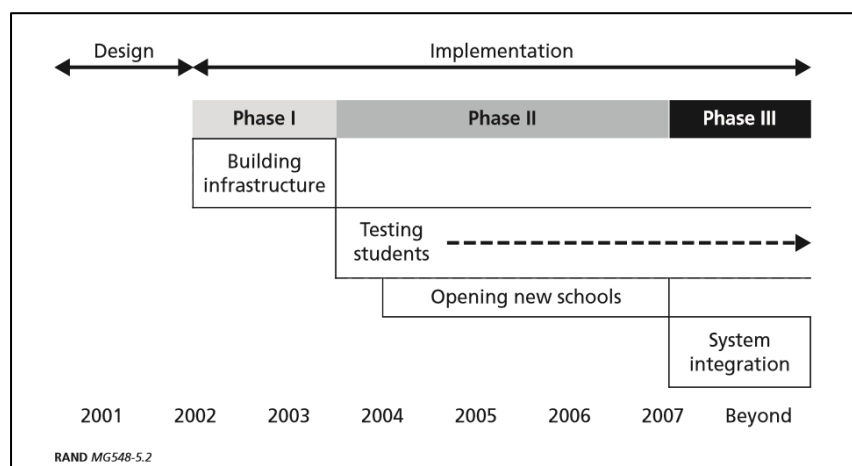 Design
Implementation
Phase I
Phase II
Phase III
Building
infrastructure
Testing
students
Opening new schools
System
integration
2001 2002 2003 2004 2005 2006 2007 Beyond
RAND MG548-5.2